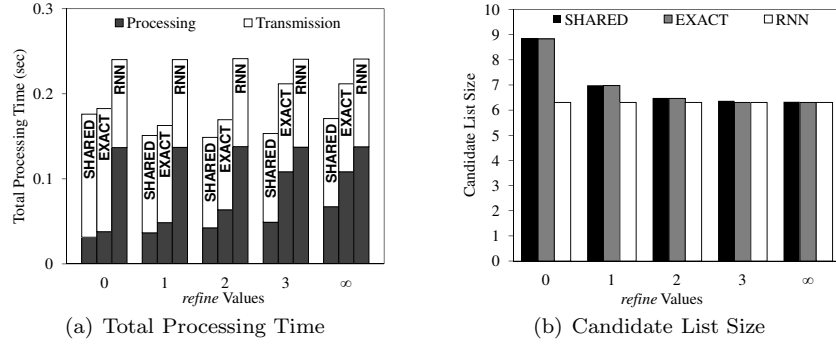 0.3
0.2
0.1
0
Total Processing Time (sec)
Processing Transmission
SHARED EXACT RNN
SHARED EXACT RNN
SHARED EXACT RNN
SHARED EXACT RNN
SHARED EXACT RNN
0 1 2 3 ∞
refine Values
(a) Total Processing Time
10
9
8
7
6
5
4
3
2
1
0
Candidate List Size
SHARED EXACT RNN
0 1 2 3 ∞
refine Values
(b) Candidate List Size